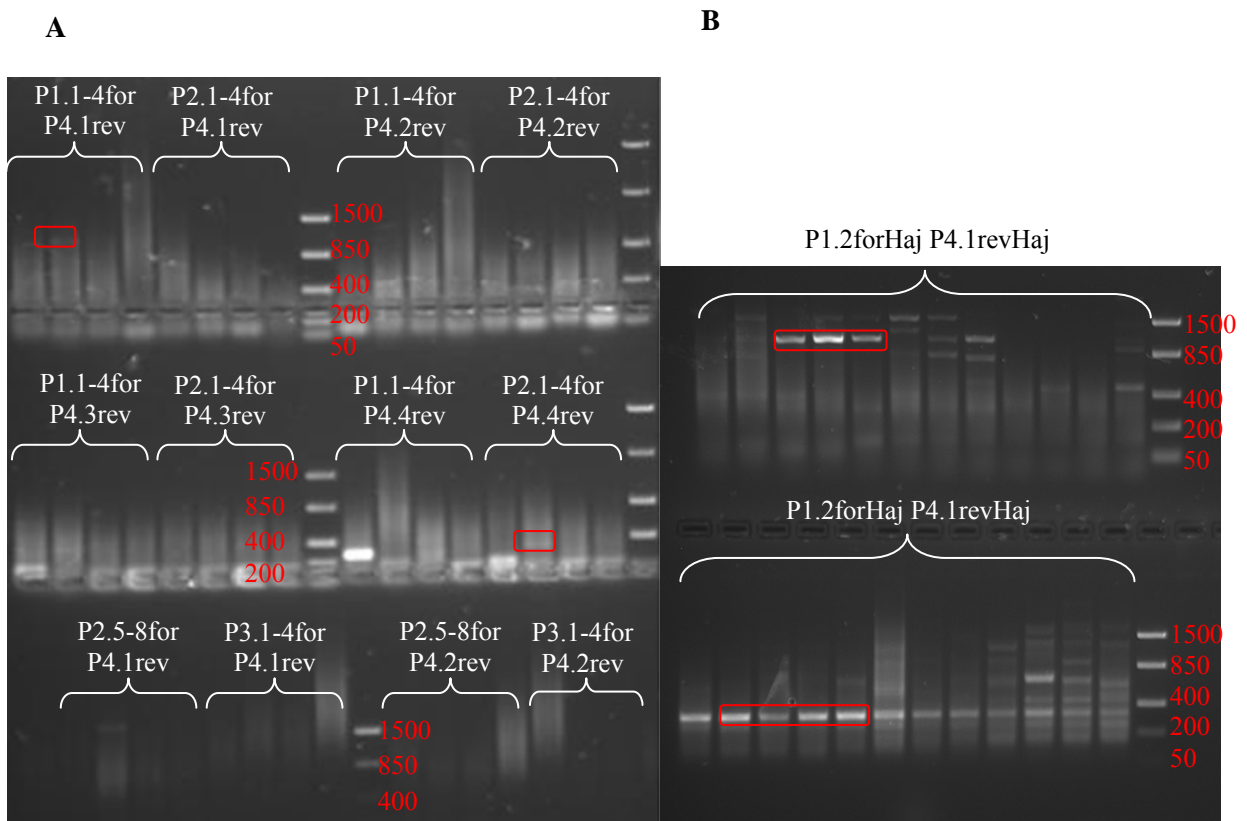 A
B
P1.1-4for
P4.1rev
P2.1-4for
P4.1rev
P1.1-4for
P4.2rev
P2.1-4for
P4.2rev
1500
850
400
200
50
P1.1-4for
P4.3rev
P2.1-4for
P4.3rev
P1.1-4for
P4.4rev
P2.1-4for
P4.4rev
1500
850
400
200
P2.5-8for
P4.1rev
P3.1-4for
P4.1rev
P2.5-8for
P4.2rev
P3.1-4for
P4.2rev
1500
850
400
P1.2forHaj P4.1revHaj
1500
850
400
200
50
P1.2forHaj P4.1revHaj
1500
850
400
200
50